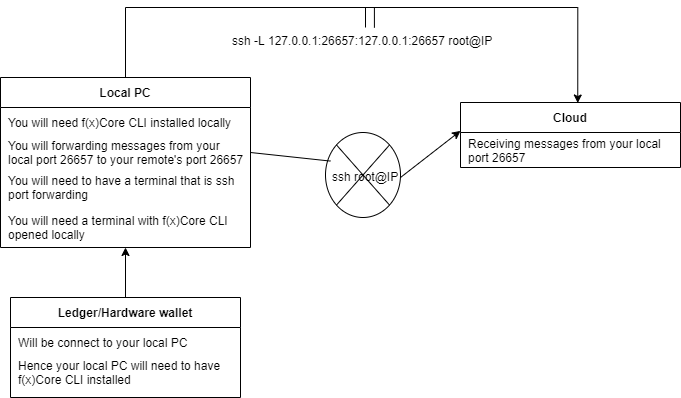 ssh -L 127.0.0.1:26657:127.0.0.1:26657 root@IP
Local PC
You will need f(x)Core CLI installed locally
You will forwarding messages from your
local port 26657 to your remote's port 26657
You will need to have a terminal that is ssh
port forwarding
You will need a terminal with f(x)Core CLI
opened locally
ssh root@IP
Cloud
Receiving messages from your local
port 26657
Ledger/Hardware wallet
Will be connect to your local PC
Hence your local PC will need to have
f(x)Core CLI installed